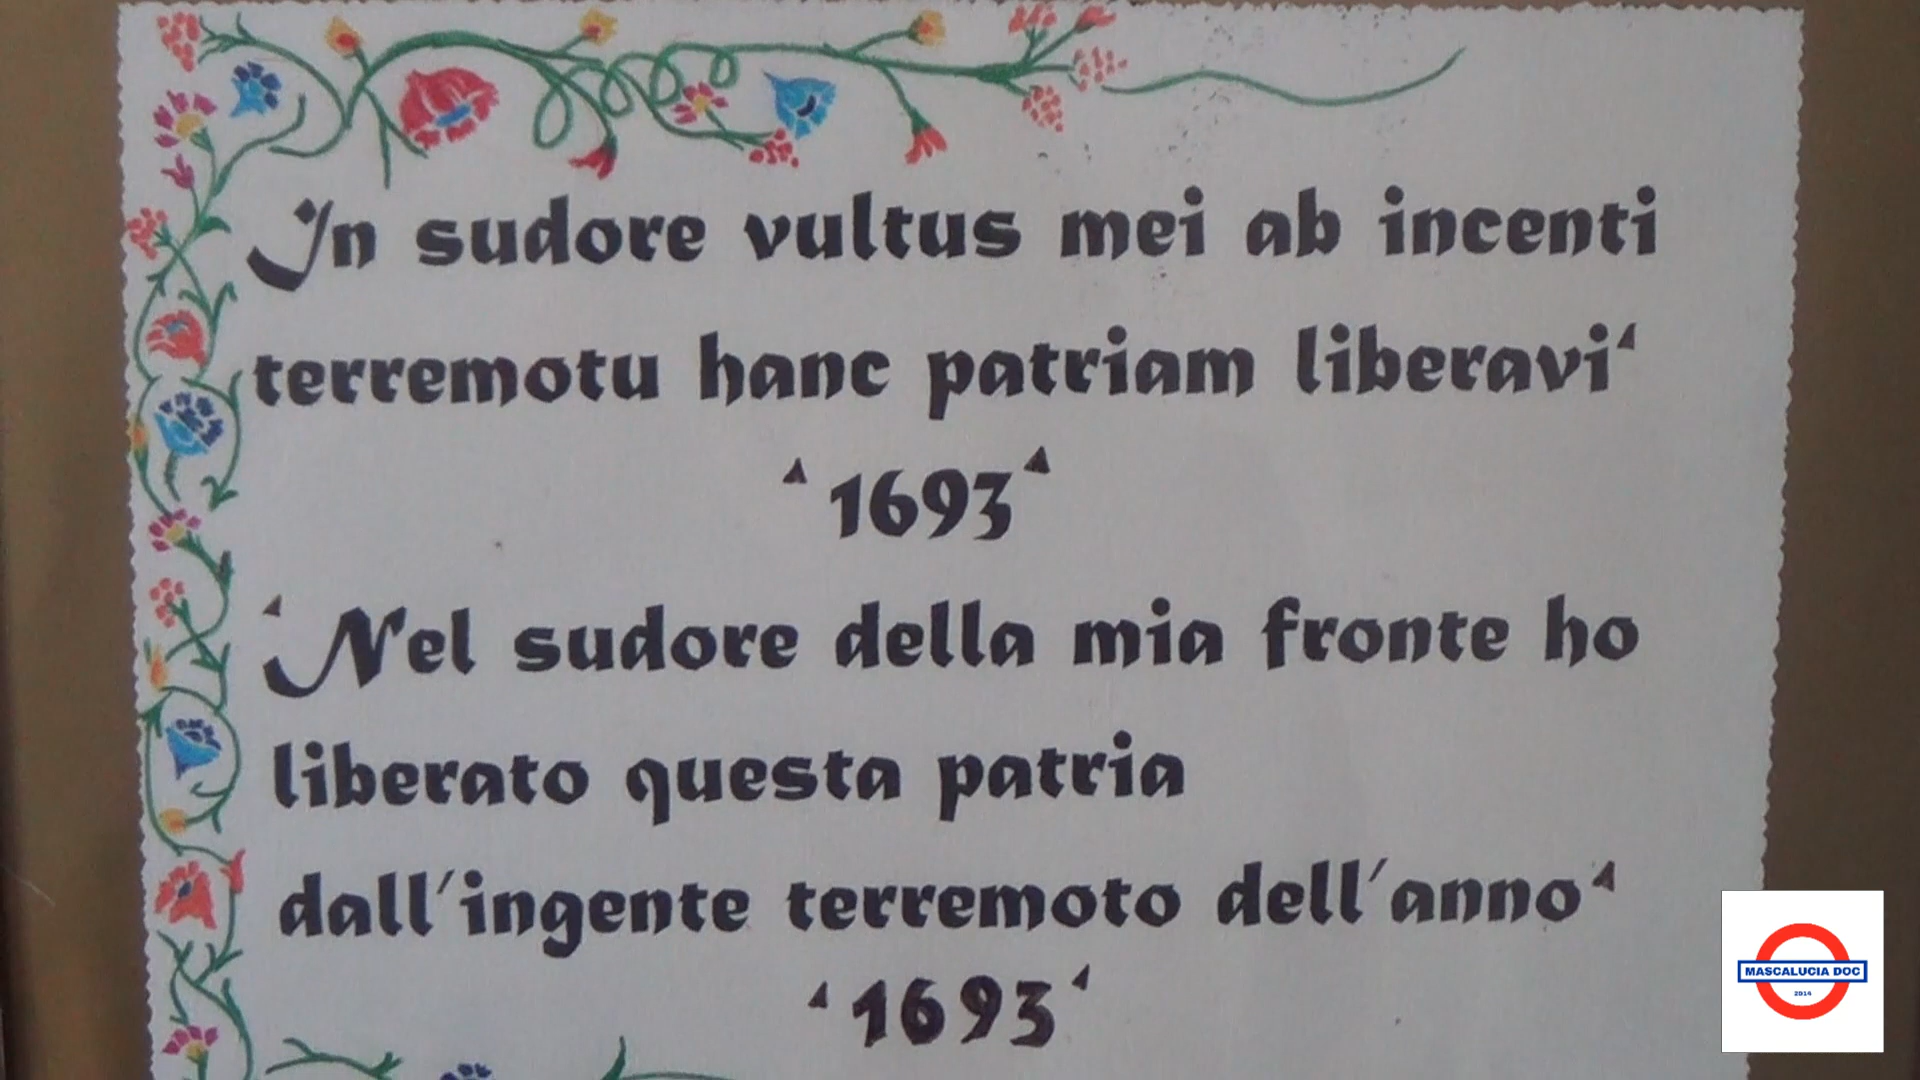 In sudore vultus mei ab incenti
terremotu hanc patriam liberavi
1693
Nel sudore della mia fronte ho
liberato questa patria
dall'ingente terremoto dell'anno
1693
MASCALUCIA DOC
2014